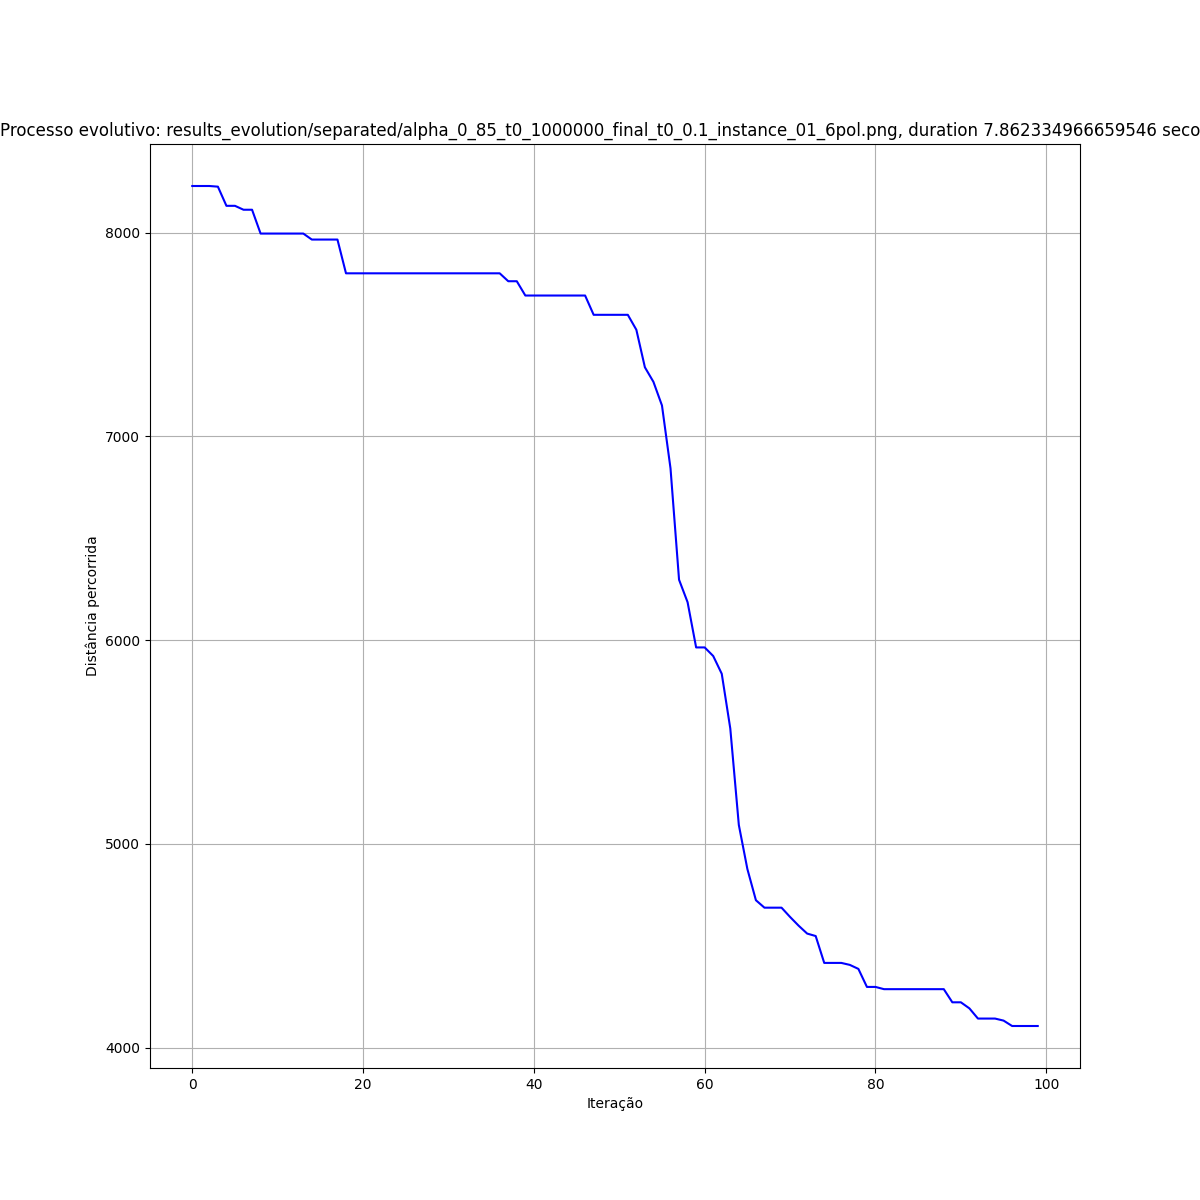 Processo evolutivo: results_evolution/separated/alpha_0_85_t0_1000000_final_t0_0.1_instance_01_6pol.png, duration 7.862334966659546 seco
8000
7000
6000
5000
4000
Distância percorrida
0 20 40 60 80 100
Iteração